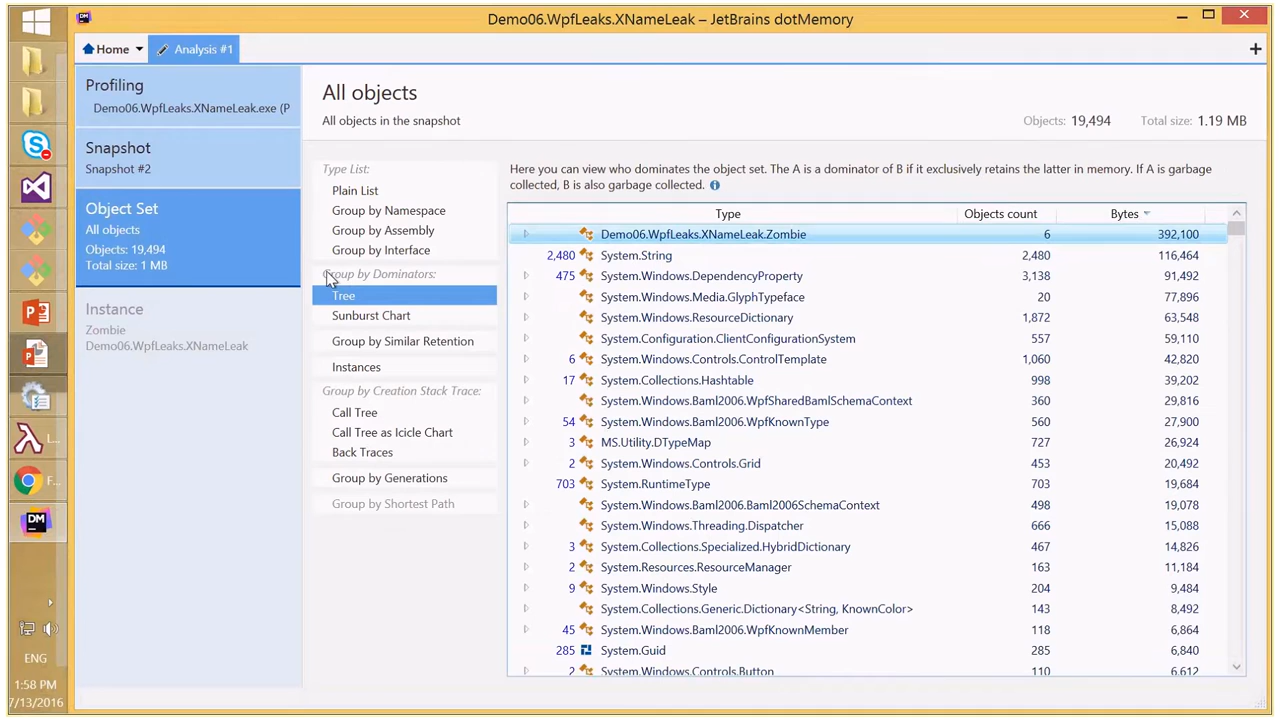 Demo06.WpfLeaks.XNameLeak – JetBrains dotMemory
DM
Home
Analysis #1
Profiling
Demo06.WpfLeaks.XNameLeak.exe (P
Snapshot
Snapshot #2
Object Set
All objects
Objects: 19,494
Total size: 1 MB
Instance
Zombie
Demo06.WpfLeaks.XNameLeak
All objects
All objects in the snapshot
Objects: 19,494 Total size: 1.19 MB
Type List:
Plain List
Group by Namespace
Group by Assembly
Group by Interface
Group by Dominators:
Tree
Sunburst Chart
Group by Similar Retention
Instances
Group by Creation Stack Trace:
Call Tree
Call Tree as Icicle Chart
Back Traces
Group by Generations
Group by Shortest Path
Here you can view who dominates the object set. The A is a dominator of B if it exclusively retains the latter in memory. If A is garbage
collected, B is also garbage collected.
Type Objects count Bytes
Demo06.WpfLeaks.XNameLeak.Zombie 6 392,100
2,480 System.String 2,480 116,464
475 System.Windows.DependencyProperty 3,138 91,492
System.Windows.Media.GlyphTypeface 20 77,896
System.Windows.ResourceDictionary 1,872 63,548
System.Configuration.ClientConfigurationSystem 557 59,110
6 System.Windows.Controls.ControlTemplate 1,060 42,820
17 System.Collections.Hashtable 998 39,202
System.Windows.Baml2006.WpfSharedBamlSchemaContext 360 29,816
54 System.Windows.Baml2006.WpfKnownType 560 27,900
3 MS.Utility.DTypeMap 727 26,924
2 System.Windows.Controls.Grid 453 20,492
703 System.RuntimeType 703 19,684
System.Windows.Baml2006.Baml2006SchemaContext 498 19,078
System.Windows.Threading.Dispatcher 666 15,088
3 System.Collections.Specialized.HybridDictionary 467 14,826
2 System.Resources.ResourceManager 163 11,184
9 System.Windows.Style 204 9,484
System.Collections.Generic.Dictionary<String, KnownColor> 143 8,492
45 System.Windows.Baml2006.WpfKnownMember 118 6,864
285 System.Guid 285 6,840
2 System.Windows.Controls.Button 110 6,612
L...
F...
DM
ENG
1:58 PM
7/13/2016